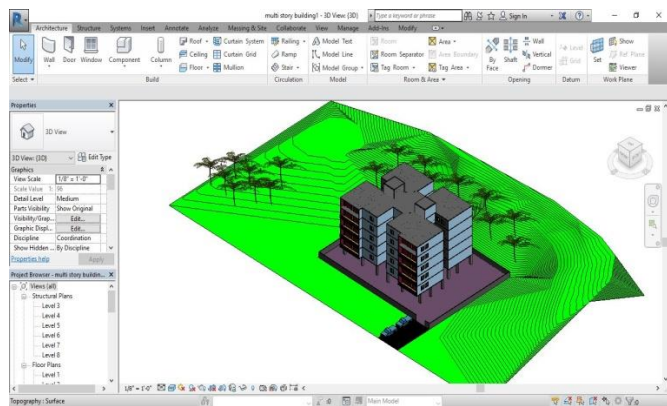 multi story building1 - 3D View: {3D}
Type a keyword or phrase
Sign In
Architecture Structure Systems Insert Annotate Analyze Massing & Site Collaborate View Manage Add-Ins Modify
Modify Wall Door Window Component Column
Roof Curtain System
Ceiling Curtain Grid
Floor Mullion
Railing Model Text
Ramp Model Line
Stair Model Group
Room Area
Room Separator Area Boundary
Tag Room Tag Area
By Face Shaft Wall
Vertical
Dormer
Level
Grid
Set Show
Ref Plane
Viewer
Select Build Circulation Model Room & Area Opening Datum Work Plane
Properties
3D View
3D View: {3D} Edit Type
Graphics
View Scale 1/8" = 1'-0"
Scale Value 1: 96
Detail Level Medium
Parts Visibility Show Original
Visibility/Grap... Edit...
Graphic Displ... Edit...
Discipline Coordination
Show Hidden ... By Discipline
Properties help Apply
Project Browser - multi story buildin...
Views (all)
Structural Plans
Level 3
Level 4
Level 5
Level 6
Level 7
Level 8
Floor Plans
Level 1
1/8" = 1'-0"
Topography : Surface
:0 Main Model
:0